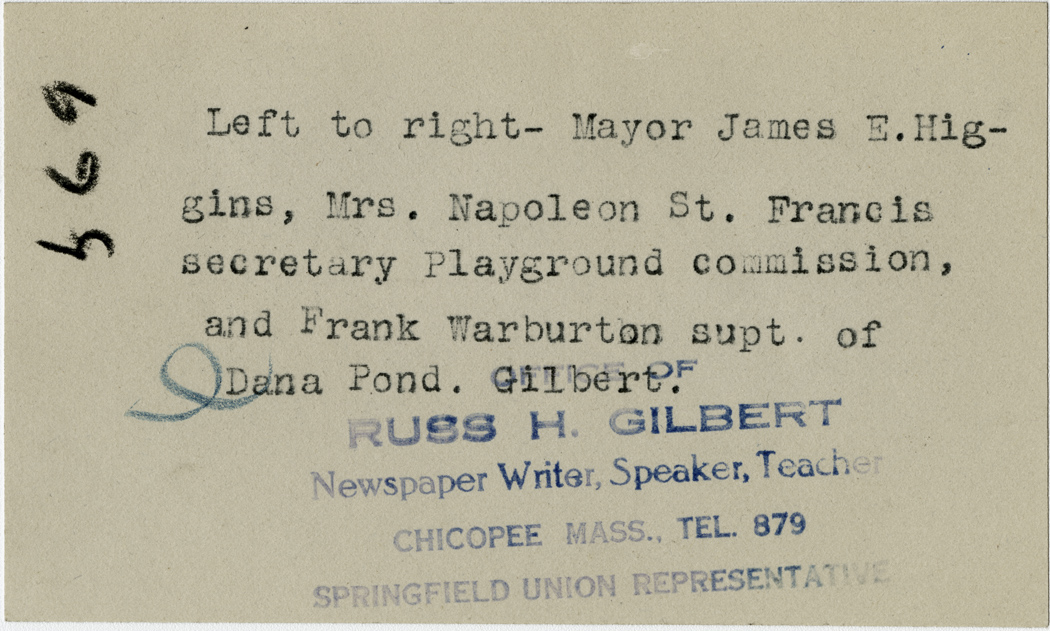 569
Left to right- Mayor James E.Hig-
gins, Mrs. Napoleon St. Francis
secretary Playground commission,
and Frank Warburton supt. of
Dana Pond. Gilbert.
OFFICE OF
RUSS H. GILBERT
Newspaper Writer, Speaker, Teacher
CHICOPEE MASS., TEL. 879
SPRINGFIELD UNION REPRESENTATIVE